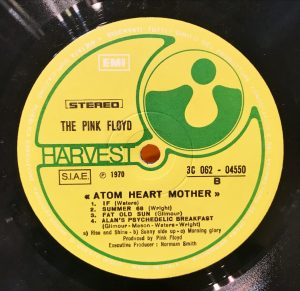 EMI
STEREO
THE PINK FLOYD
HARVEST
S.I.A.E.
℗ 1970
3C 062 - 04550
B
« ATOM HEART MOTHER »
1. IF (Waters)
2. SUMMER 68 (Wright)
3. FAT OLD SUN (Gilmour)
4. ALAN'S PSYCHEDELIC BREAKFAST
(Gilmour - Mason - Waters - Wright)
a) Rise and Shine - b) Sunny side up - c) Morning glory
Produced by Pink Floyd
Executive Producer : Norman Smith